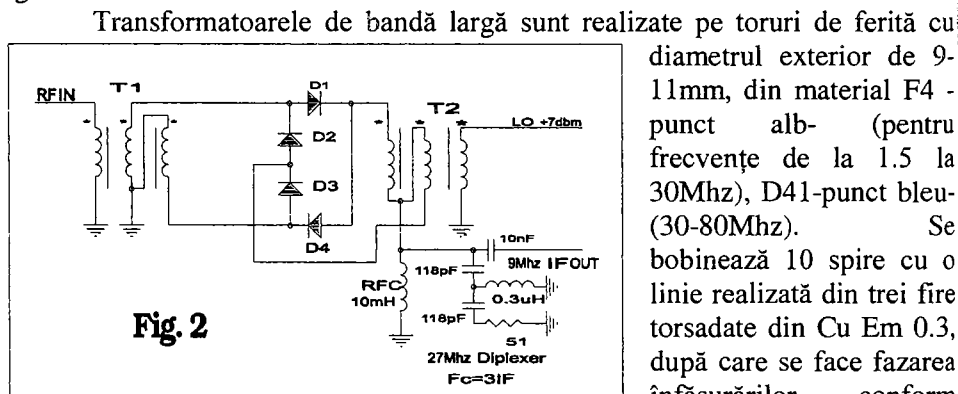 Transformatoarele de bandă largă sunt realizate pe toruri de ferită cu
diametrul exterior de 9-
11mm, din material F4 -
punct alb- (pentru
frecvențe de la 1.5 la
30Mhz), D41-punct bleu-
(30-80Mhz). Se
bobinează 10 spire cu o
linie realizată din trei fire
torsadate din Cu Em 0.3,
după care se face fazarea
înfășurărilor conform
RFIN
T1
D1
D2
D3
D4
T2
LO +7dbm
10nF
9Mhz IFOUT
118pF
RFC
10mH
0.3uH
118pF
51
27Mhz Diplexer
Fc=3IF
Fig. 2